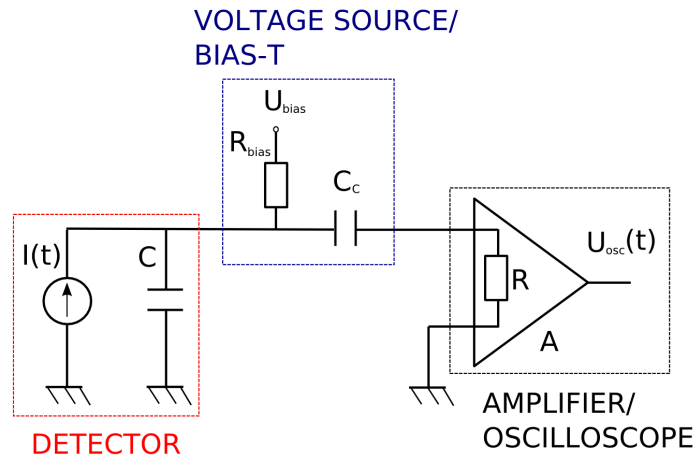 VOLTAGE SOURCE/
BIAS-T
Ubias
Rbias
CC
I(t)
C
Uosc(t)
R
A
DETECTOR
AMPLIFIER/
OSCILLOSCOPE